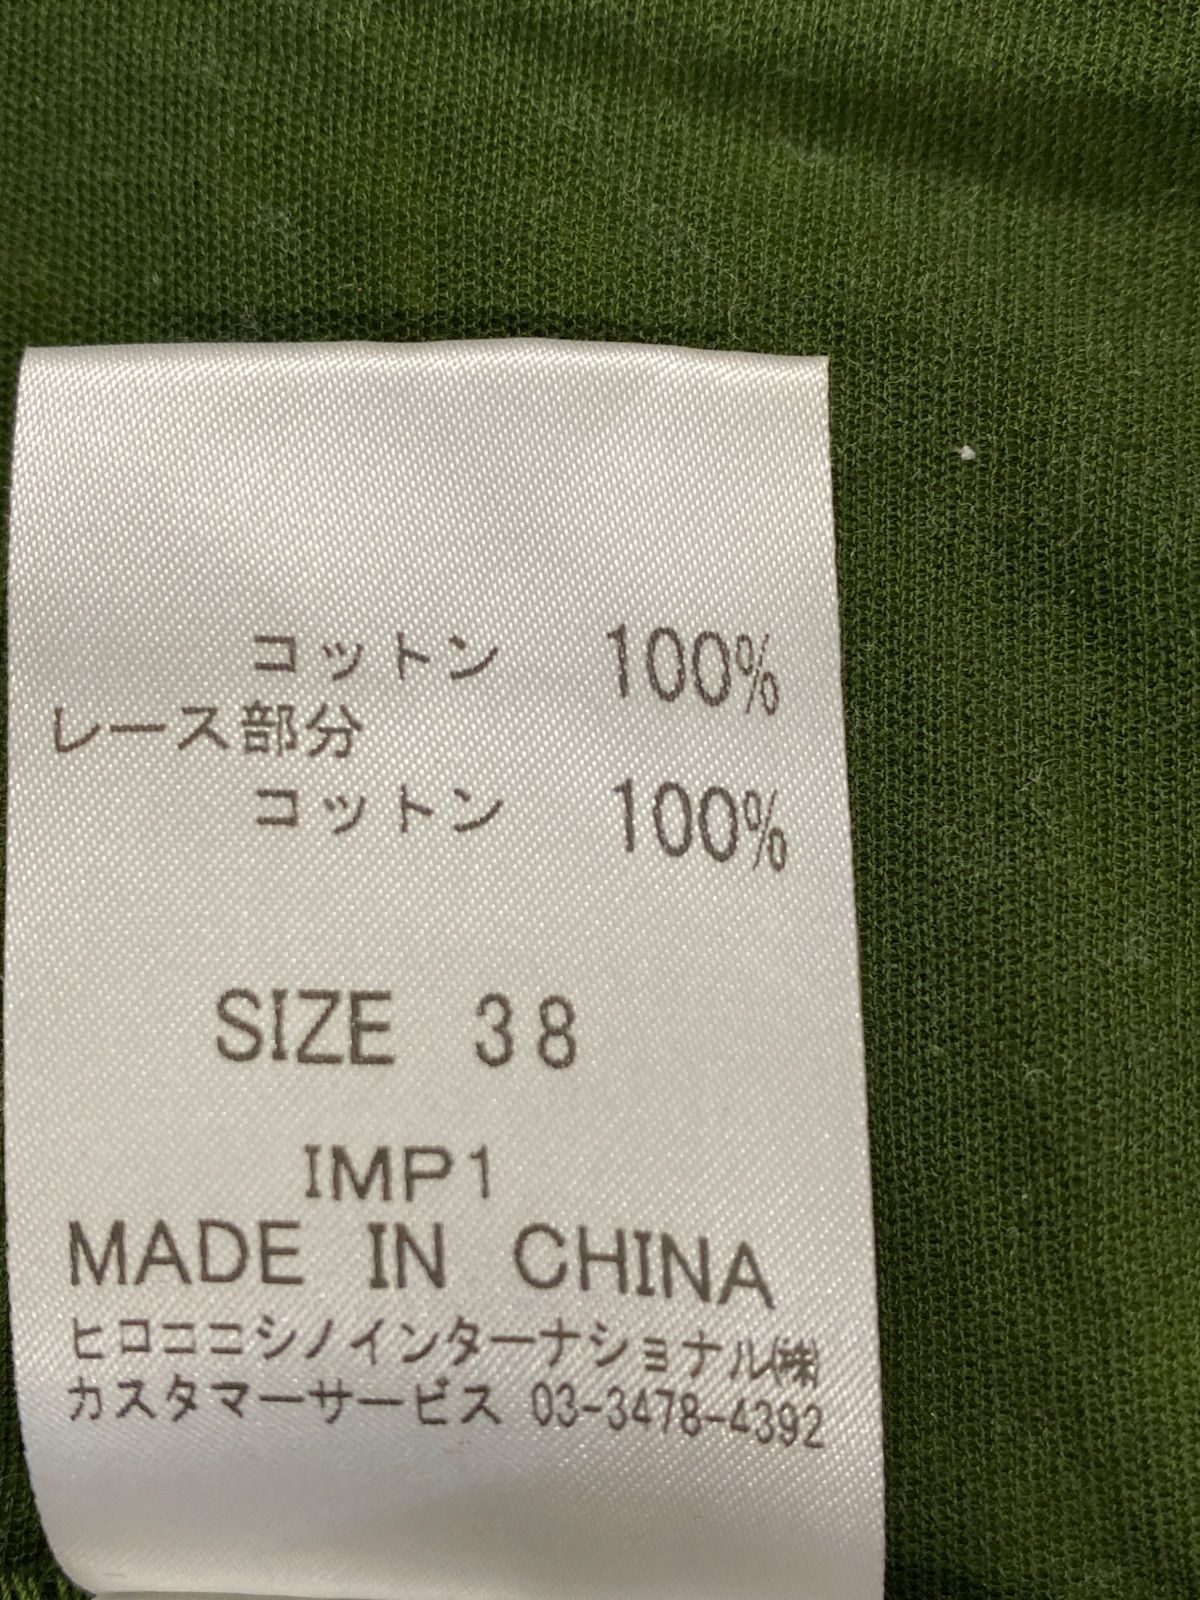 コットン 100%
レース部分
コットン 100%
SIZE 38
IMP1
MADE IN CHINA
ヒロココシノインターナショナル㈱
カスタマーサービス 03-3478-4392